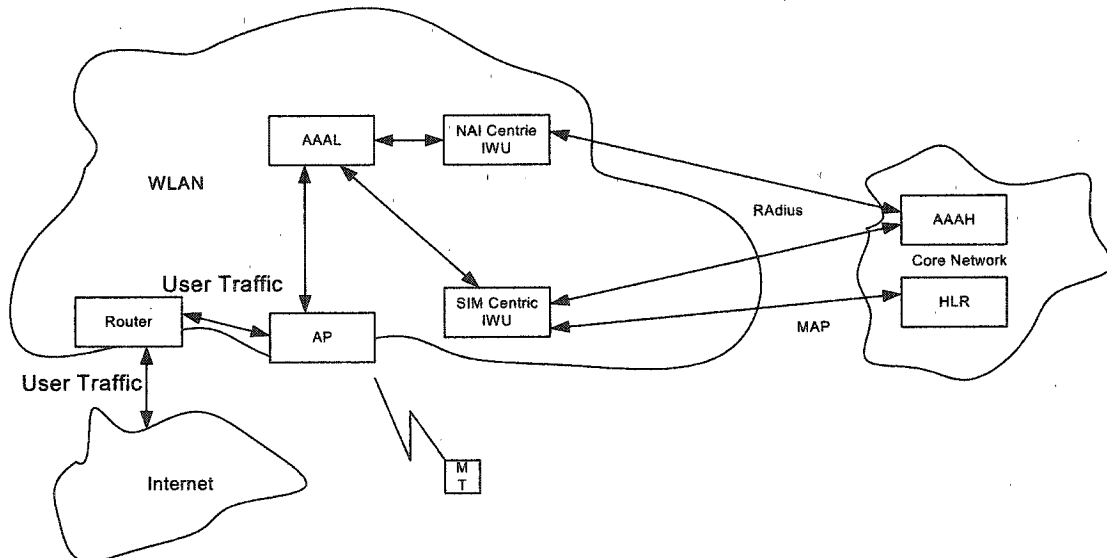 AAAL
NAI Centrie
IWU
WLAN
RAdius
AAAH
Core Network
User Traffic
SIM Centric
IWU
HLR
Router
AP
MAP
User Traffic
M
T
Internet